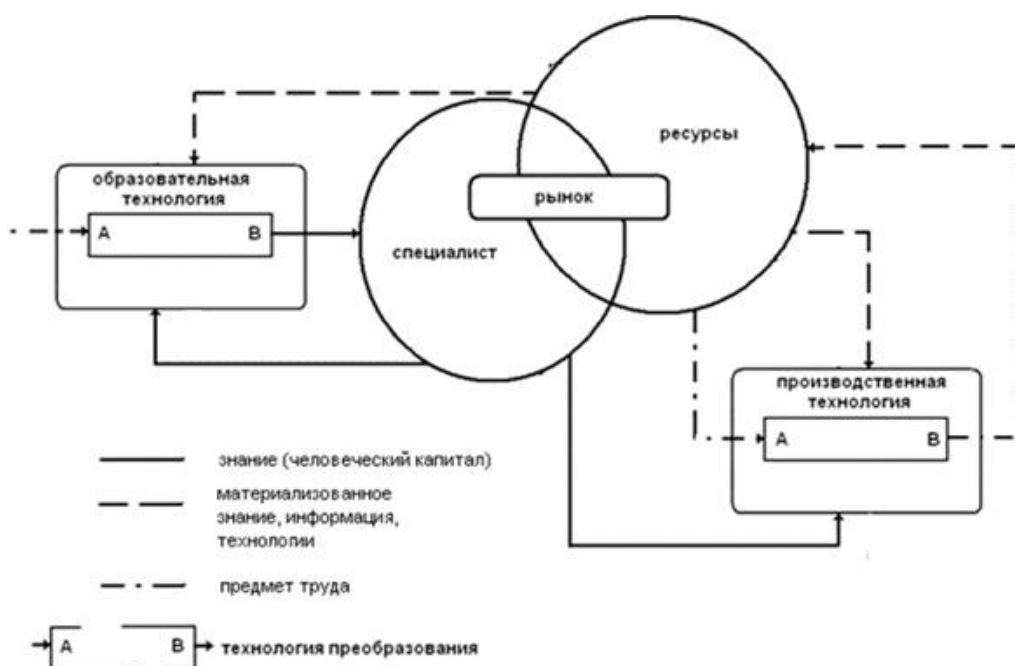 ресурсы
образовательная
технология
рынок
A B
специалист
производственная
технология
A B
знание (человеческий капитал)
материализованное
знание, информация,
технологии
предмет труда
A B технология преобразования